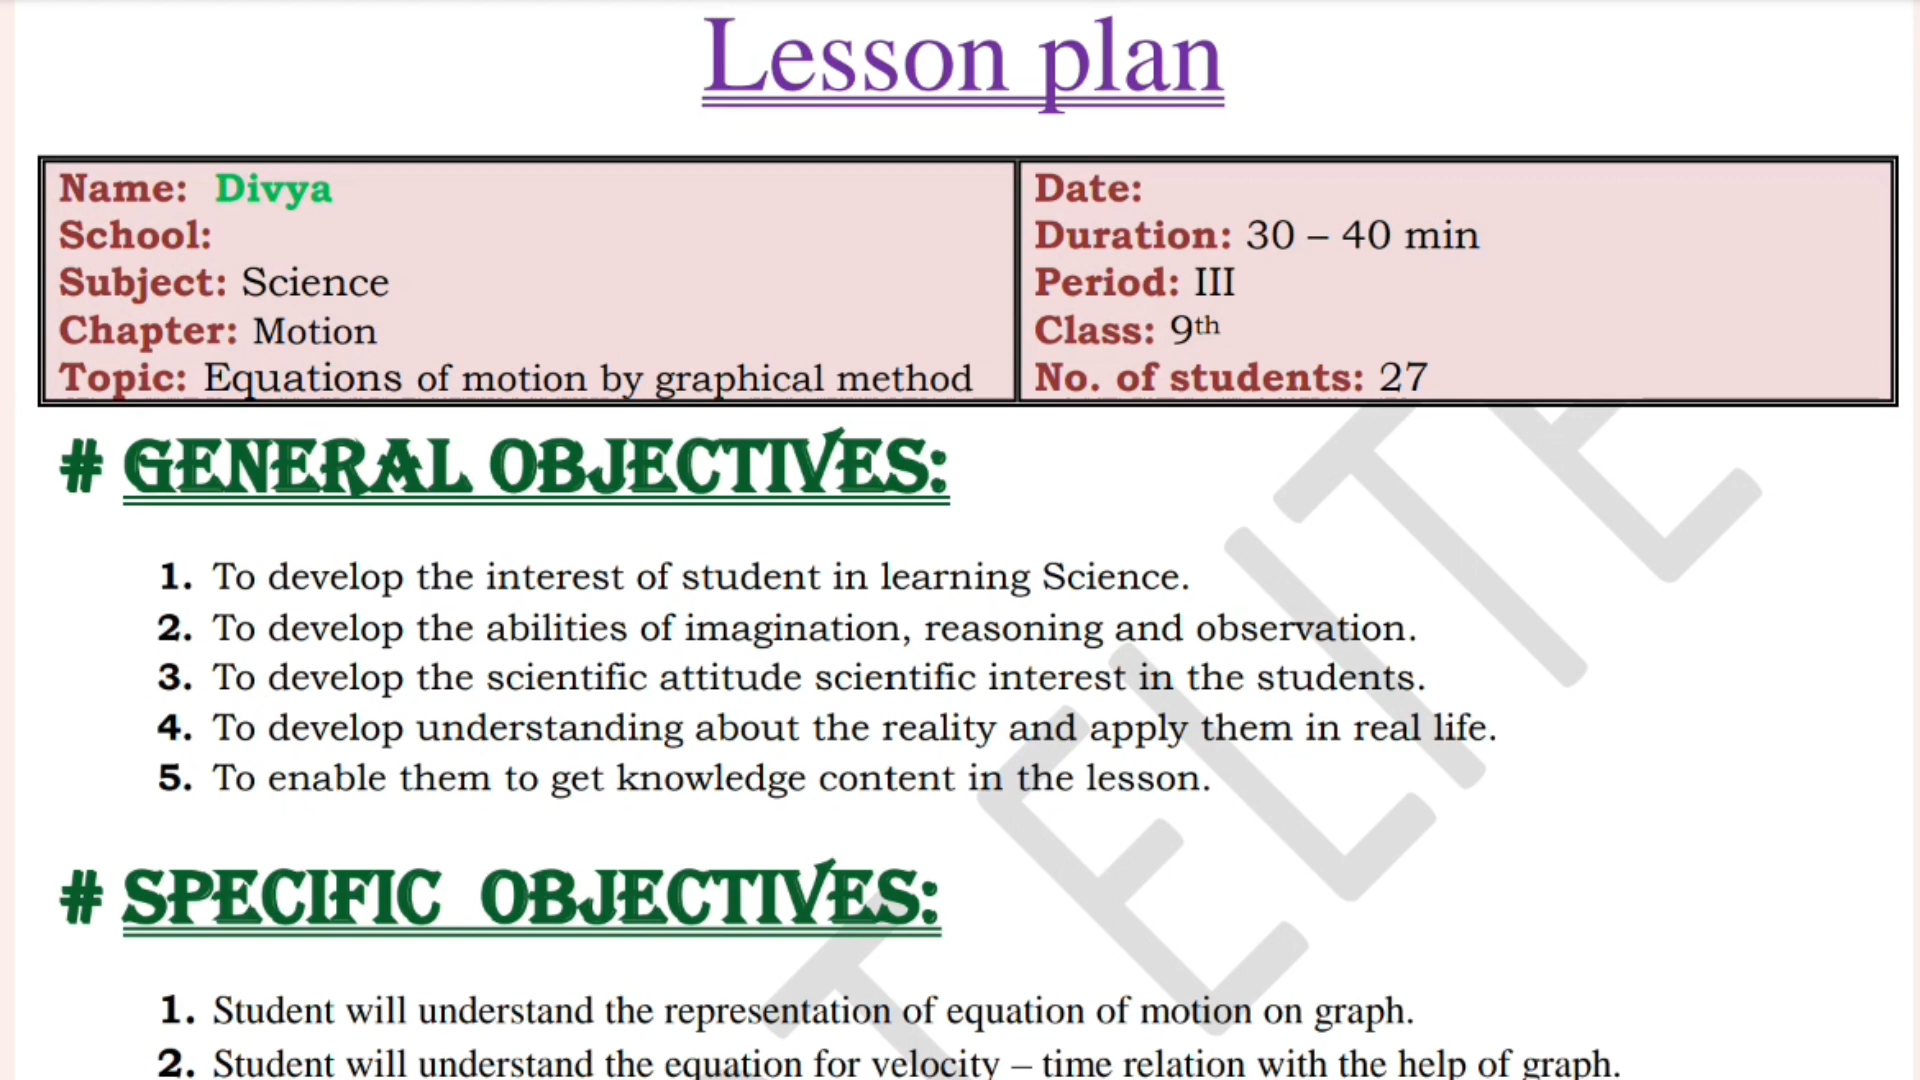 Lesson plan
Name: Divya
School:
Subject: Science
Chapter: Motion
Topic: Equations of motion by graphical method
Date:
Duration: 30 – 40 min
Period: III
Class: 9th
No. of students: 27
# GENERAL OBJECTIVES:
1. To develop the interest of student in learning Science.
2. To develop the abilities of imagination, reasoning and observation.
3. To develop the scientific attitude scientific interest in the students.
4. To develop understanding about the reality and apply them in real life.
5. To enable them to get knowledge content in the lesson.
# SPECIFIC OBJECTIVES:
1. Student will understand the representation of equation of motion on graph.
2. Student will understand the equation for velocity – time relation with the help of graph.
T ELITE